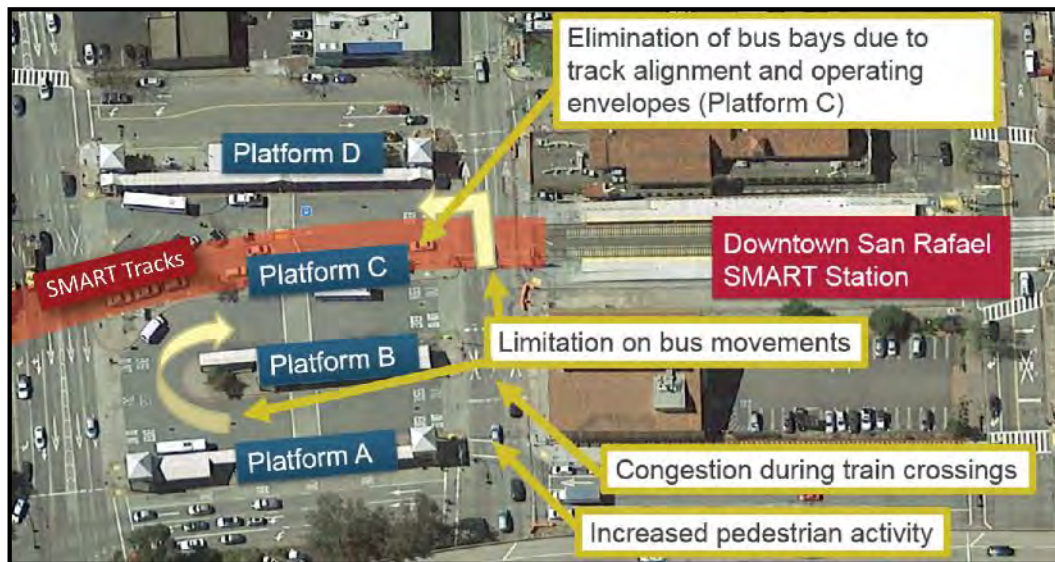 Elimination of bus bays due to
track alignment and operating
envelopes (Platform C)
Platform D
SMART Tracks
Platform C
Downtown San Rafael
SMART Station
Limitation on bus movements
Platform B
Platform A
Congestion during train crossings
Increased pedestrian activity